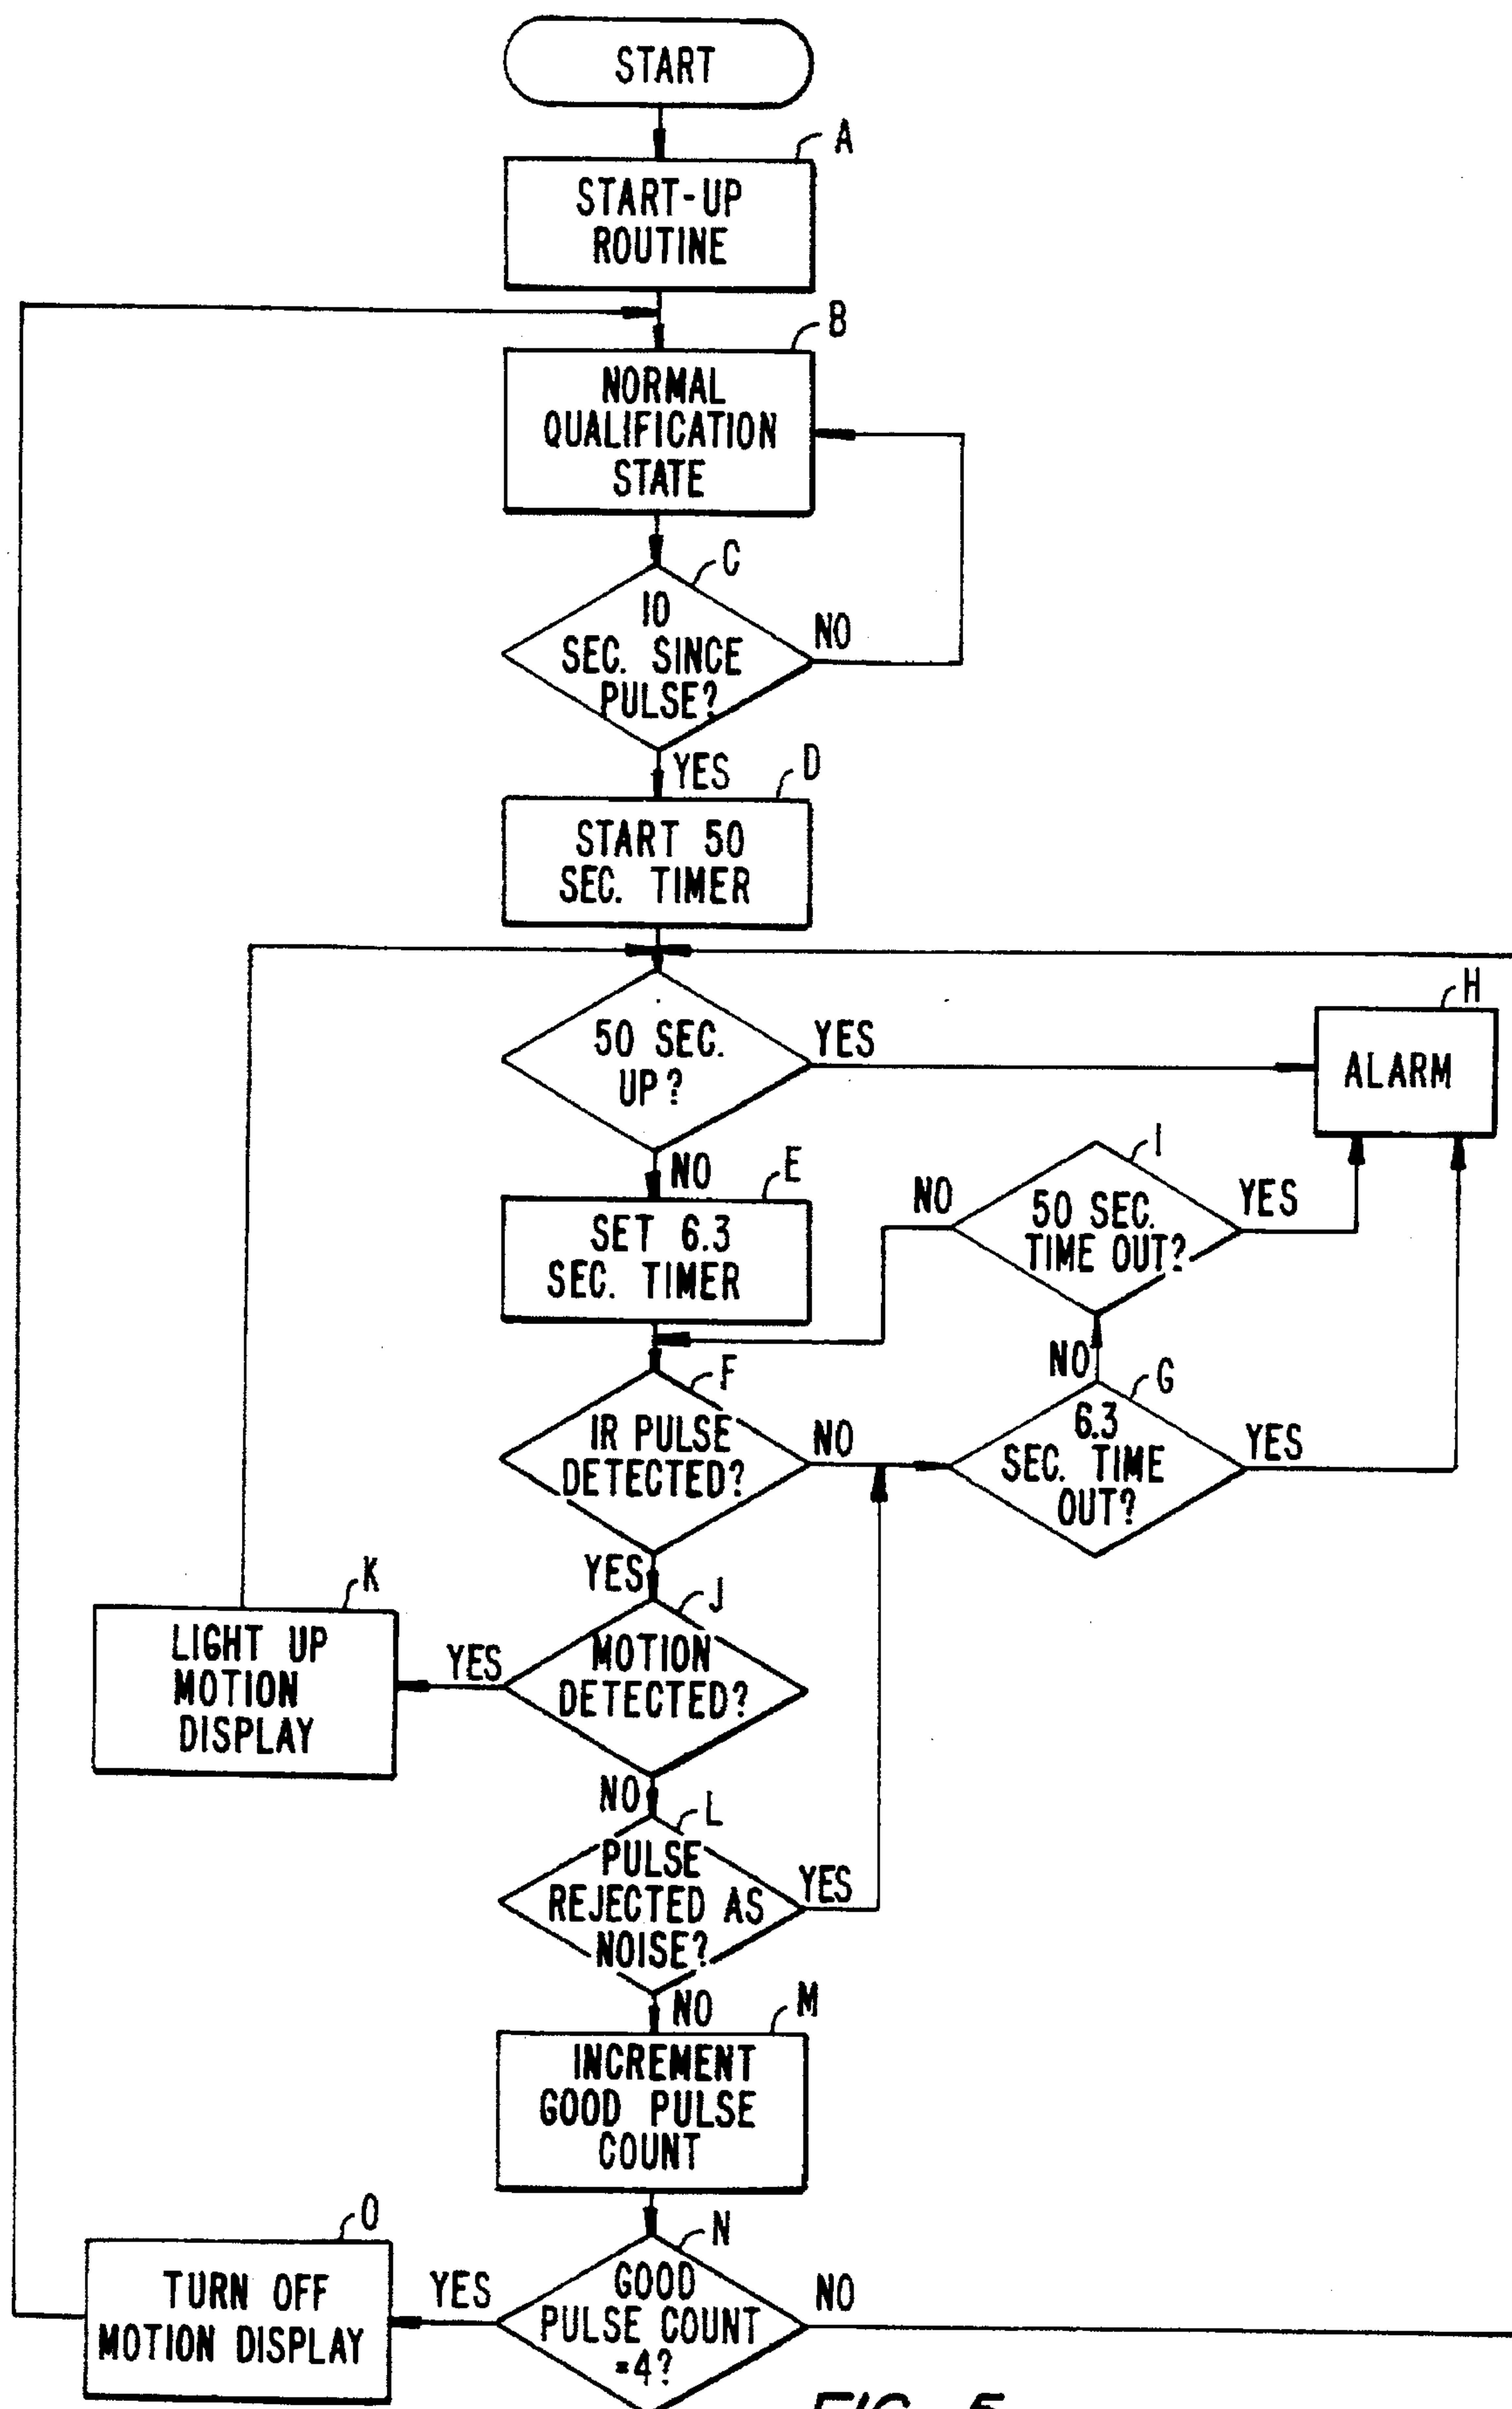 START
A
START-UP
ROUTINE
B
NORMAL
QUALIFICATION
STATE
C
10
SEC. SINCE
PULSE?
NO
YES
D
START 50
SEC. TIMER
50 SEC.
UP?
YES
H
ALARM
NO
E
SET 6.3
SEC. TIMER
I
50 SEC.
TIME OUT?
NO
YES
F
IR PULSE
DETECTED?
NO
NO
G
6.3
SEC. TIME
OUT?
YES
YES
J
MOTION
DETECTED?
YES
K
LIGHT UP
MOTION
DISPLAY
NO
L
PULSE
REJECTED AS
NOISE?
YES
NO
M
INCREMENT
GOOD PULSE
COUNT
N
GOOD
PULSE COUNT
=4?
YES
NO
O
TURN OFF
MOTION DISPLAY
FIG. 5